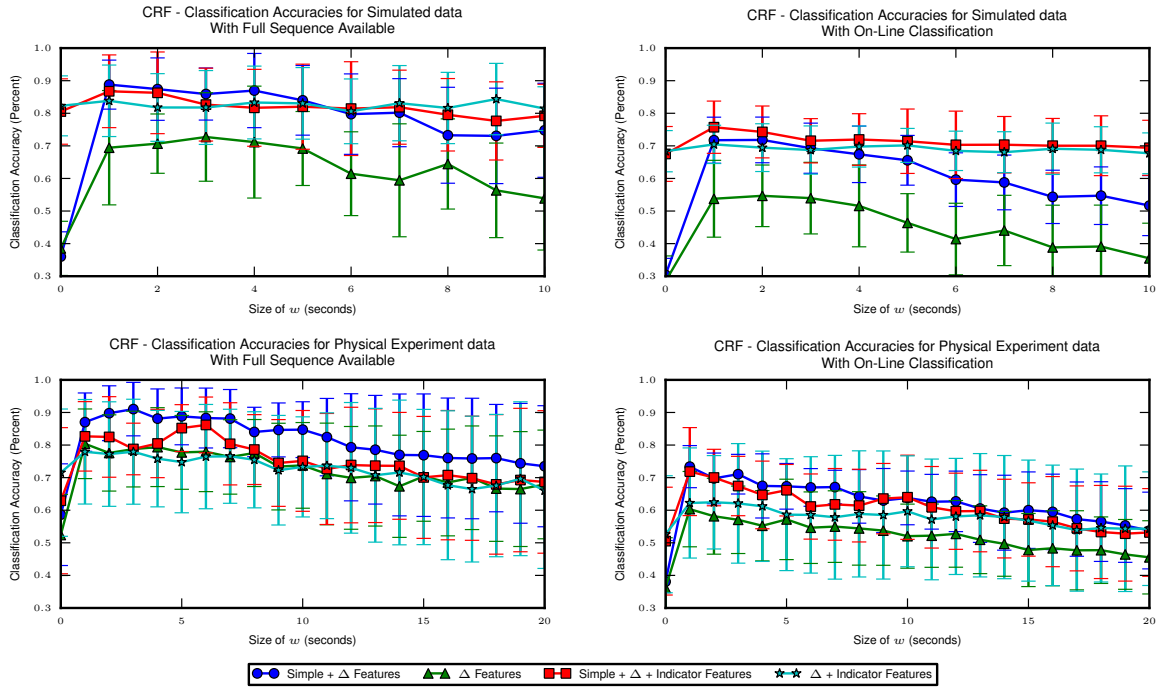 CRF - Classification Accuracies for Simulated data
With Full Sequence Available
1.0
0.9
0.8
0.7
0.6
0.5
0.4
0.3
Classification Accuracy (Percent)
0 2 4 6 8 10
Size of w (seconds)
CRF - Classification Accuracies for Simulated data
With On-Line Classification
1.0
0.9
0.8
0.7
0.6
0.5
0.4
0.3
Classification Accuracy (Percent)
0 2 4 6 8 10
Size of w (seconds)
CRF - Classification Accuracies for Physical Experiment data
With Full Sequence Available
1.0
0.9
0.8
0.7
0.6
0.5
0.4
0.3
Classification Accuracy (Percent)
0 5 10 15 20
Size of w (seconds)
CRF - Classification Accuracies for Physical Experiment data
With On-Line Classification
1.0
0.9
0.8
0.7
0.6
0.5
0.4
0.3
Classification Accuracy (Percent)
0 5 10 15 20
Size of w (seconds)
Simple + △ Features △ Features Simple + △ + Indicator Features △ + Indicator Features